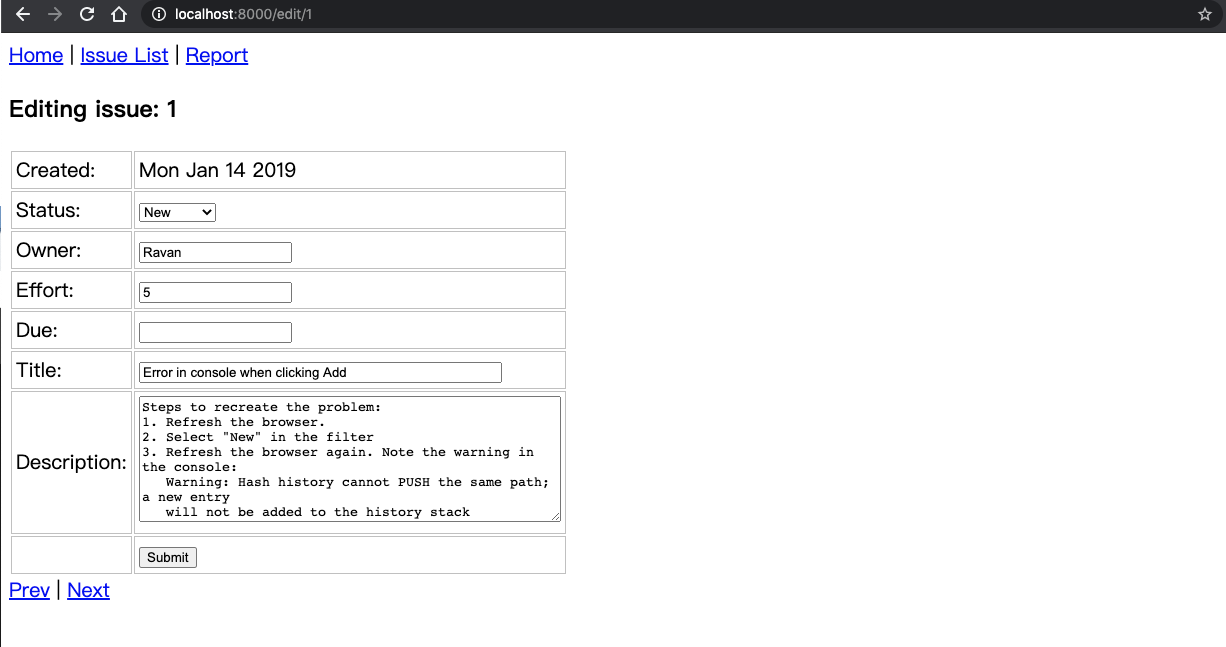 localhost:8000/edit/1
Home | Issue List | Report
Editing issue: 1
Created: Mon Jan 14 2019
Status: New
Owner: Ravan
Effort: 5
Due:
Title: Error in console when clicking Add
Description:
Steps to recreate the problem:
1. Refresh the browser.
2. Select "New" in the filter
3. Refresh the browser again. Note the warning in
the console:
   Warning: Hash history cannot PUSH the same path;
a new entry
   will not be added to the history stack
Submit
Prev | Next